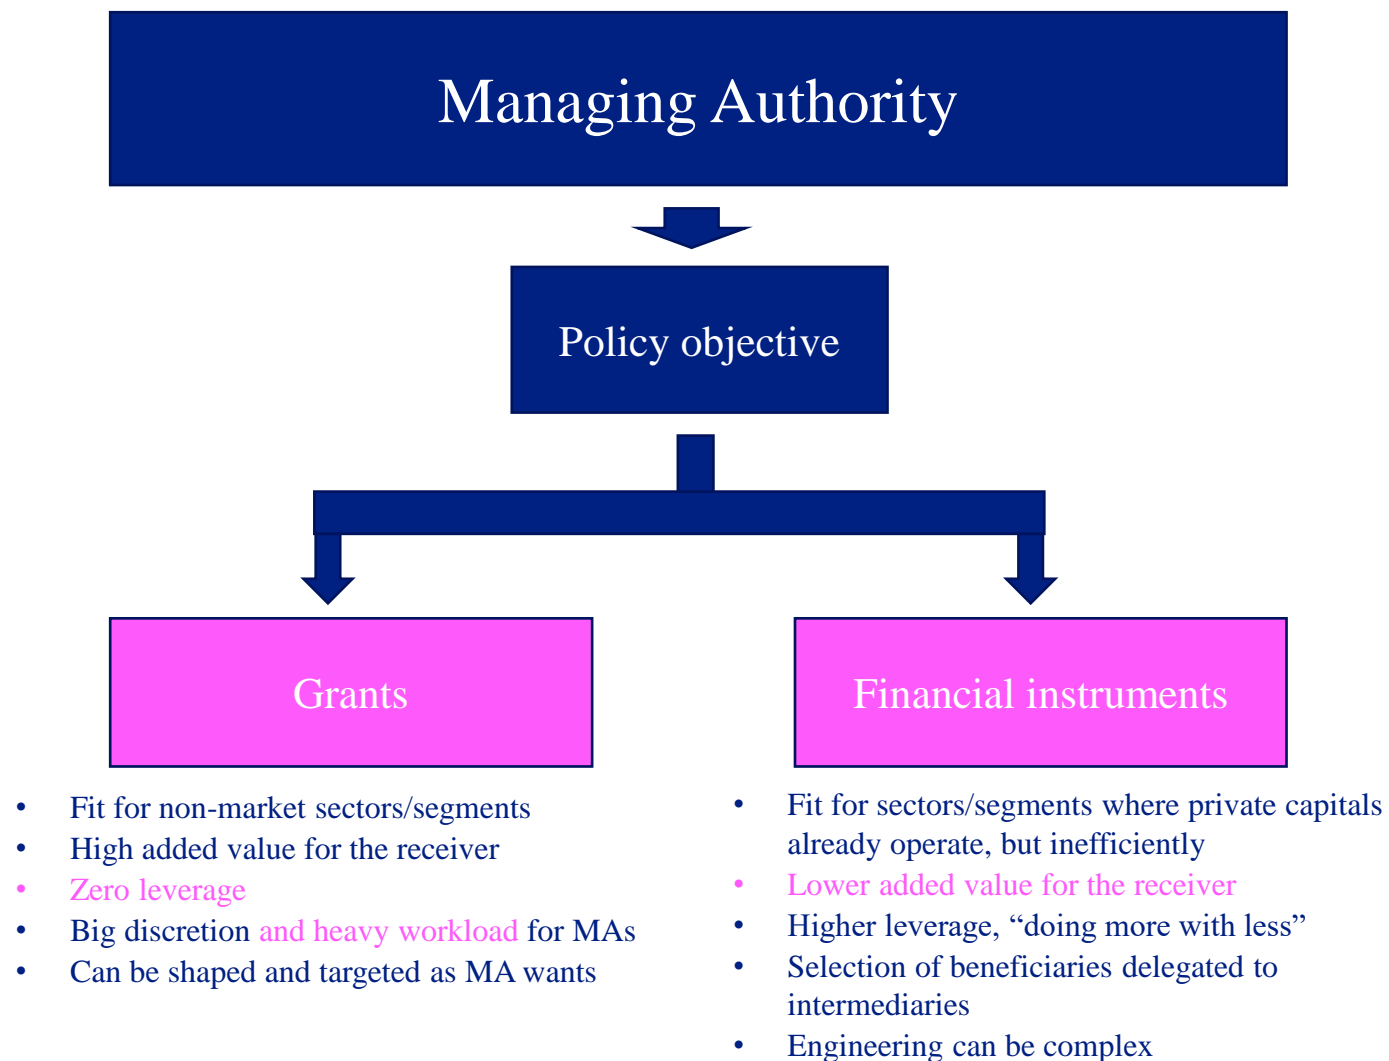 Managing Authority
Policy objective
Grants
Financial instruments
• Fit for non-market sectors/segments
• High added value for the receiver
• Zero leverage
• Big discretion and heavy workload for MAs
• Can be shaped and targeted as MA wants
• Fit for sectors/segments where private capitals
already operate, but inefficiently
• Lower added value for the receiver
• Higher leverage, “doing more with less”
• Selection of beneficiaries delegated to
intermediaries
• Engineering can be complex